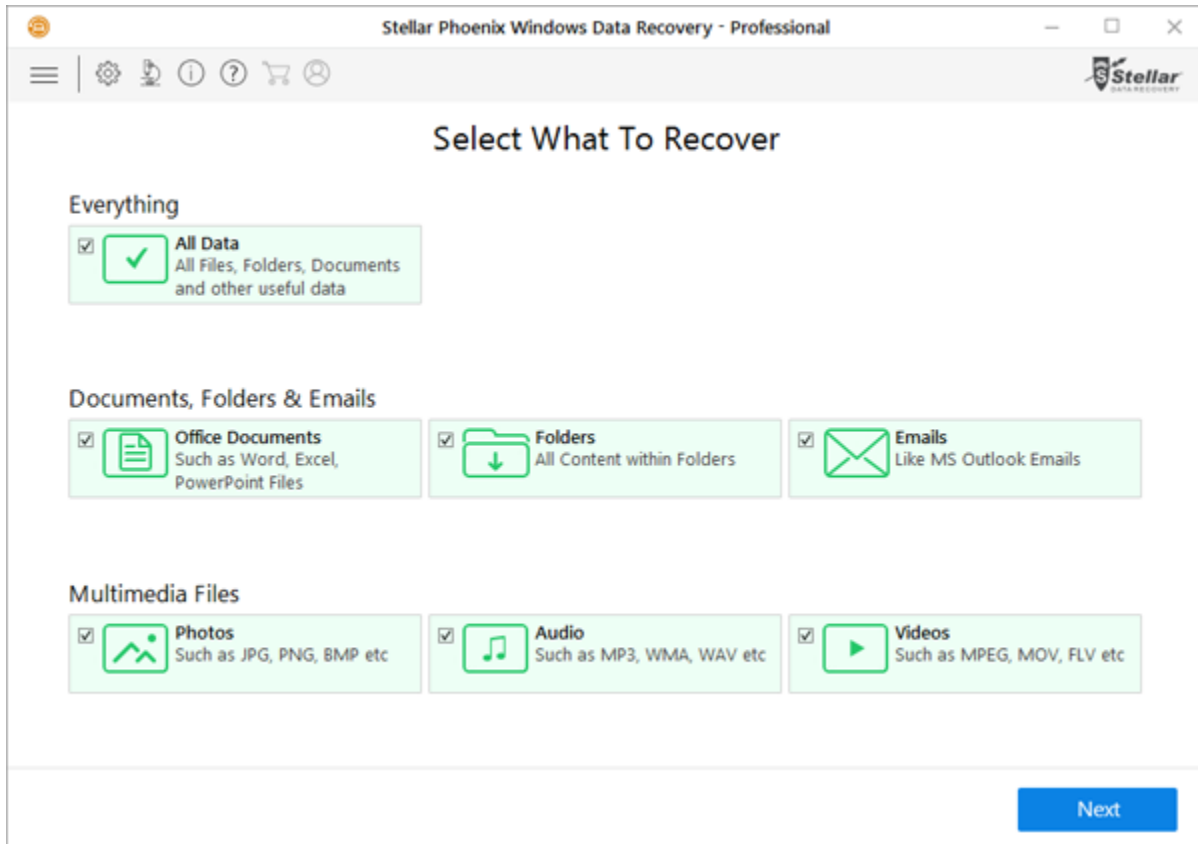 Stellar Phoenix Windows Data Recovery - Professional
Stellar
DATA RECOVERY
Select What To Recover
Everything
All Data
All Files, Folders, Documents
and other useful data
Documents, Folders & Emails
Office Documents
Such as Word, Excel,
PowerPoint Files
Folders
All Content within Folders
Emails
Like MS Outlook Emails
Multimedia Files
Photos
Such as JPG, PNG, BMP etc
Audio
Such as MP3, WMA, WAV etc
Videos
Such as MPEG, MOV, FLV etc
Next